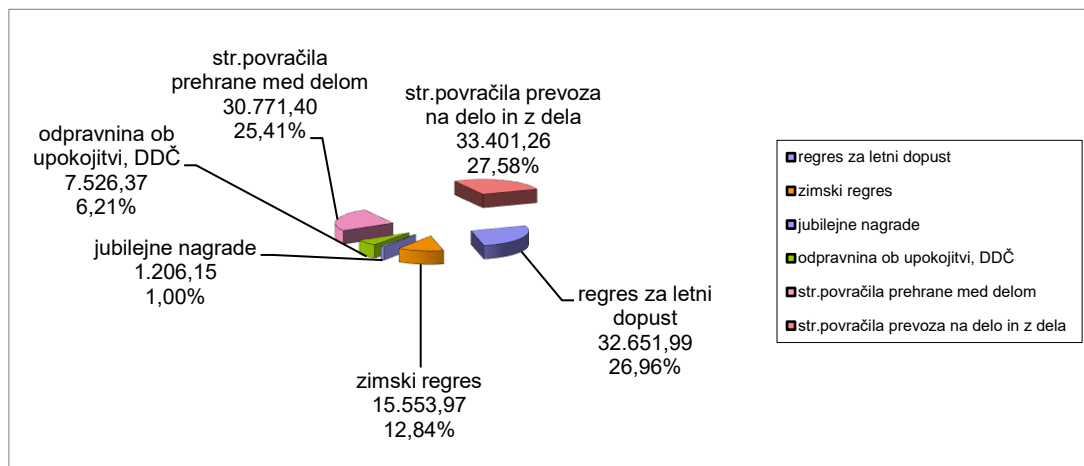 str.povračila
prehrane med delom
30.771,40
25,41%
str.povračila prevoza
na delo in z dela
33.401,26
27,58%
odpravnina ob
upokojitvi, DDČ
7.526,37
6,21%
jubilejne nagrade
1.206,15
1,00%
zimski regres
15.553,97
12,84%
regres za letni
dopust
32.651,99
26,96%
regres za letni dopust
zimski regres
jubilejne nagrade
odpravnina ob upokojitvi, DDČ
str.povračila prehrane med delom
str.povračila prevoza na delo in z dela